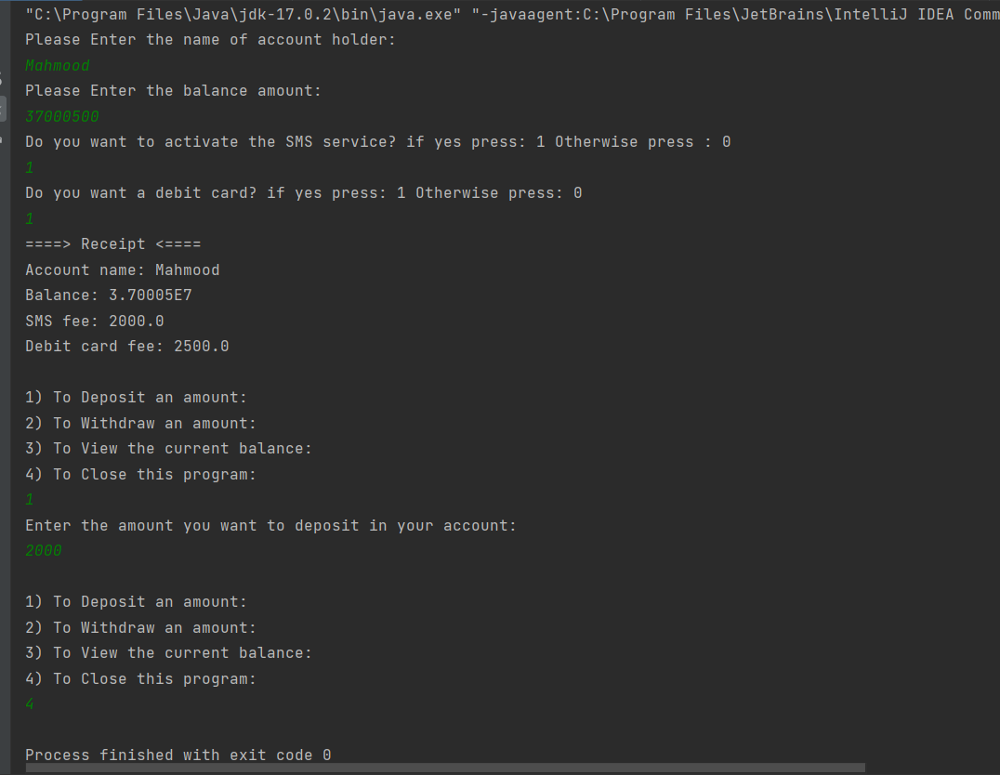 "C:\Program Files\Java\jdk-17.0.2\bin\java.exe" "-javaagent:C:\Program Files\JetBrains\IntelliJ IDEA Comm
Please Enter the name of account holder:
Mahmood
Please Enter the balance amount:
37000500
Do you want to activate the SMS service? if yes press: 1 Otherwise press : 0
1
Do you want a debit card? if yes press: 1 Otherwise press: 0
1
====> Receipt <====
Account name: Mahmood
Balance: 3.70005E7
SMS fee: 2000.0
Debit card fee: 2500.0
1) To Deposit an amount:
2) To Withdraw an amount:
3) To View the current balance:
4) To Close this program:
1
Enter the amount you want to deposit in your account:
2000
1) To Deposit an amount:
2) To Withdraw an amount:
3) To View the current balance:
4) To Close this program:
4
Process finished with exit code 0